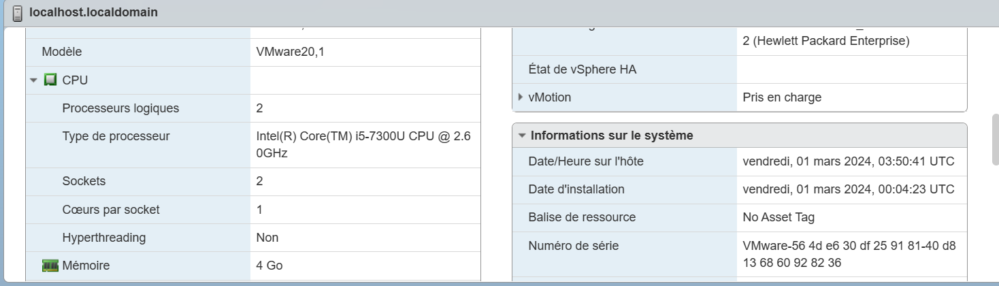 localhost.localdomain
Modèle
VMware20,1
CPU
Processeurs logiques
2
Type de processeur
Intel(R) Core(TM) i5-7300U CPU @ 2.6
0GHz
Sockets
2
Cœurs par socket
1
Hyperthreading
Non
Mémoire
4 Go
2 (Hewlett Packard Enterprise)
État de vSphere HA
vMotion
Pris en charge
Informations sur le système
Date/Heure sur l'hôte
vendredi, 01 mars 2024, 03:50:41 UTC
Date d'installation
vendredi, 01 mars 2024, 00:04:23 UTC
Balise de ressource
No Asset Tag
Numéro de série
VMware-56 4d e6 30 df 25 91 81-40 d8
13 68 60 92 82 36